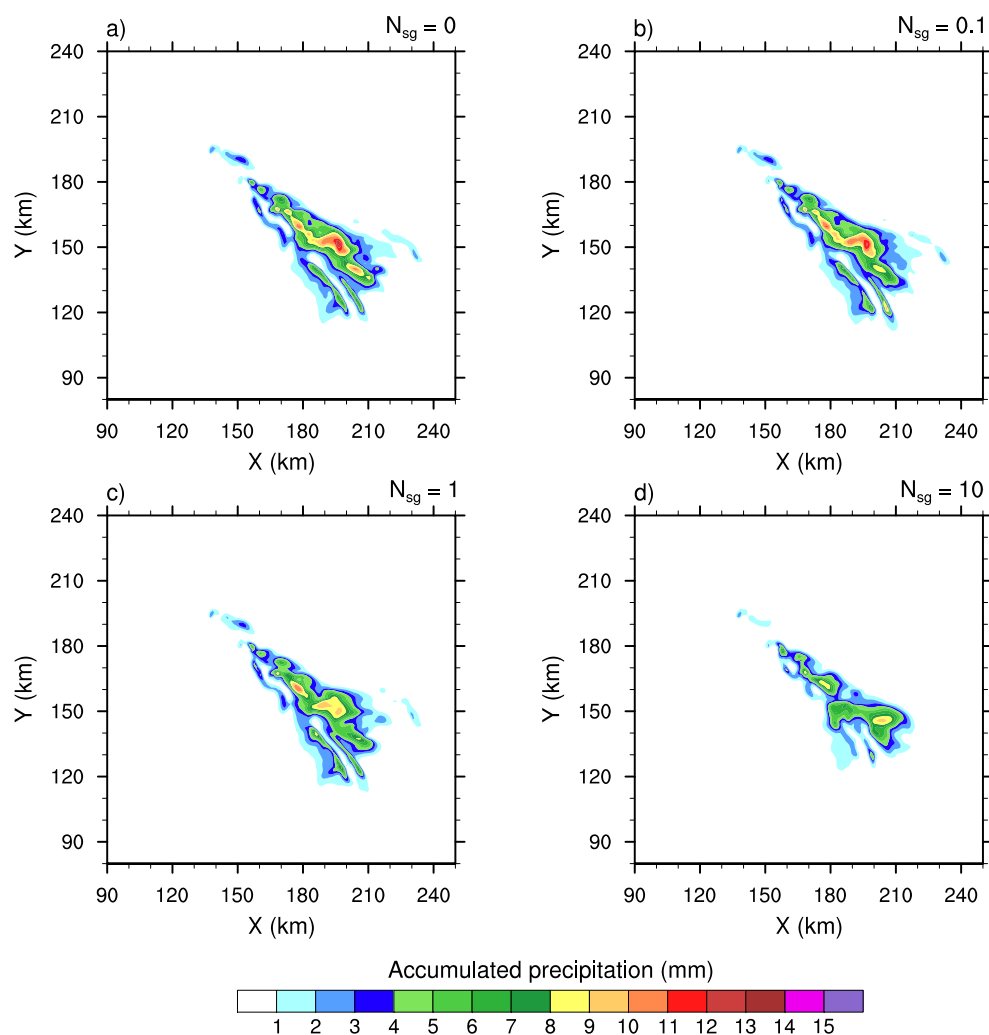 a) N_sg = 0
b) N_sg = 0.1
240 240
210 210
180 180
Y (km) Y (km)
150 150
120 120
90 90
90 120 150 180 210 240 90 120 150 180 210 240
X (km) X (km)
c) N_sg = 1
d) N_sg = 10
240 240
210 210
180 180
Y (km) Y (km)
150 150
120 120
90 90
90 120 150 180 210 240 90 120 150 180 210 240
X (km) X (km)
Accumulated precipitation (mm)
1 2 3 4 5 6 7 8 9 10 11 12 13 14 15